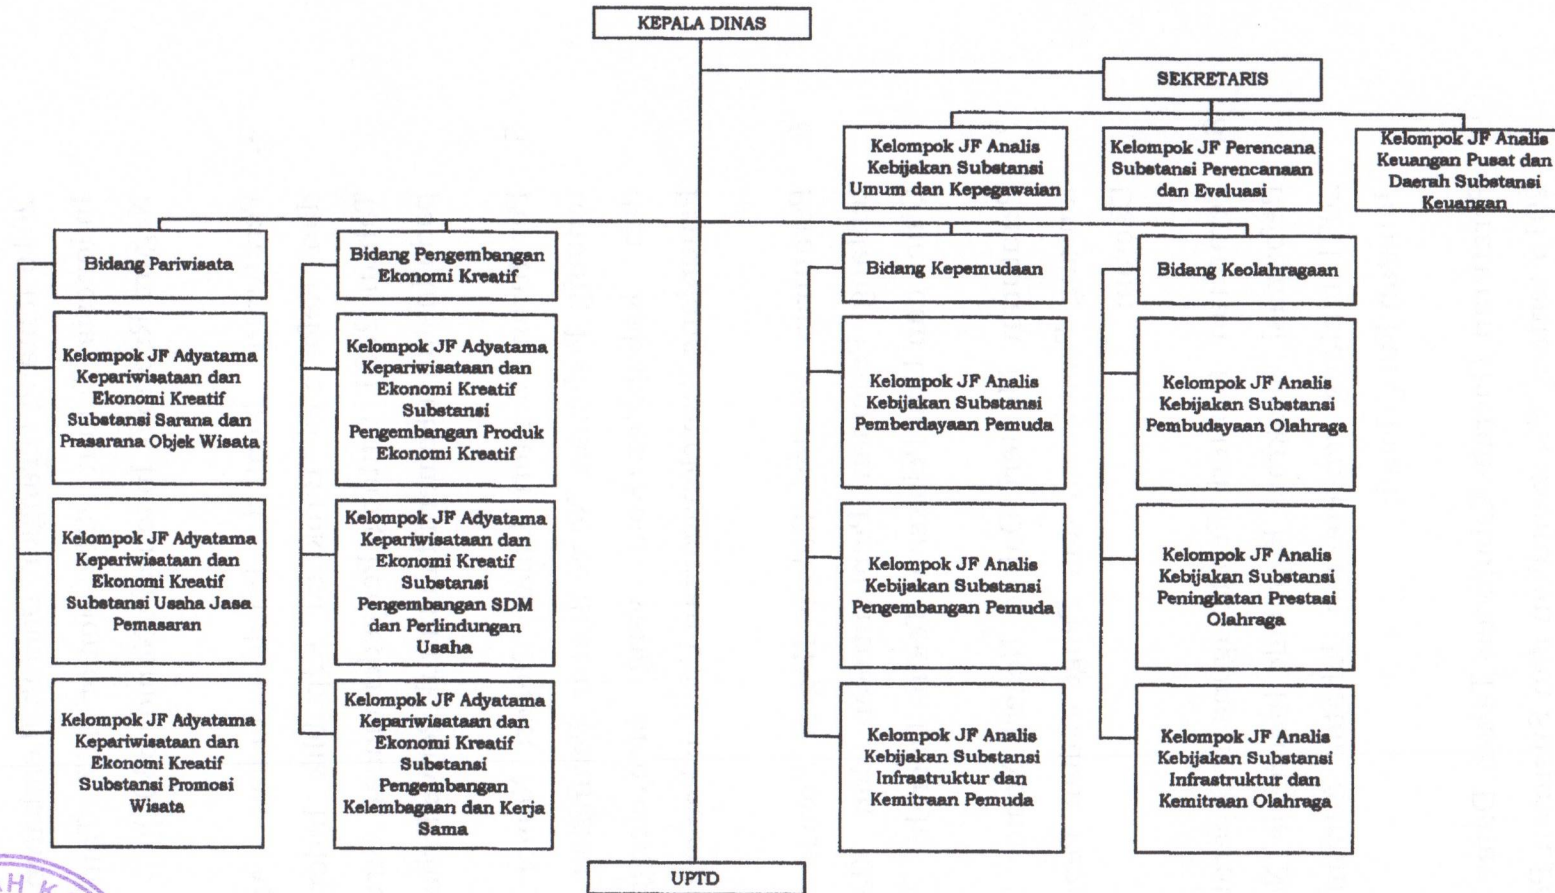 KEPALA DINAS
SEKRETARIS
Kelompok JF Analis
Kebijakan Substansi
Umum dan Kepegawaian
Kelompok JF Perencana
Substansi Perencanaan
dan Evaluasi
Kelompok JF Analis
Keuangan Pusat dan
Daerah Substansi
Keuangan
Bidang Pariwisata
Kelompok JF Adyatama
Kepariwisataan dan
Ekonomi Kreatif
Substansi Sarana dan
Prasarana Objek Wisata
Kelompok JF Adyatama
Kepariwisataan dan
Ekonomi Kreatif
Substansi Usaha Jasa
Pemasaran
Kelompok JF Adyatama
Kepariwisataan dan
Ekonomi Kreatif
Substansi Promosi
Wisata
Bidang Pengembangan
Ekonomi Kreatif
Kelompok JF Adyatama
Kepariwisataan dan
Ekonomi Kreatif
Substansi
Pengembangan Produk
Ekonomi Kreatif
Kelompok JF Adyatama
Kepariwisataan dan
Ekonomi Kreatif
Substansi
Pengembangan SDM
dan Perlindungan
Usaha
Kelompok JF Adyatama
Kepariwisataan dan
Ekonomi Kreatif
Substansi
Pengembangan
Kelembagaan dan Kerja
Sama
Bidang Kepemudaan
Kelompok JF Analis
Kebijakan Substansi
Pemberdayaan Pemuda
Kelompok JF Analis
Kebijakan Substansi
Pengembangan Pemuda
Kelompok JF Analis
Kebijakan Substansi
Infrastruktur dan
Kemitraan Pemuda
Bidang Keolahragaan
Kelompok JF Analis
Kebijakan Substansi
Pembudayaan Olahraga
Kelompok JF Analis
Kebijakan Substansi
Peningkatan Prestasi
Olahraga
Kelompok JF Analis
Kebijakan Substansi
Infrastruktur dan
Kemitraan Olahraga
UPTD
AH K